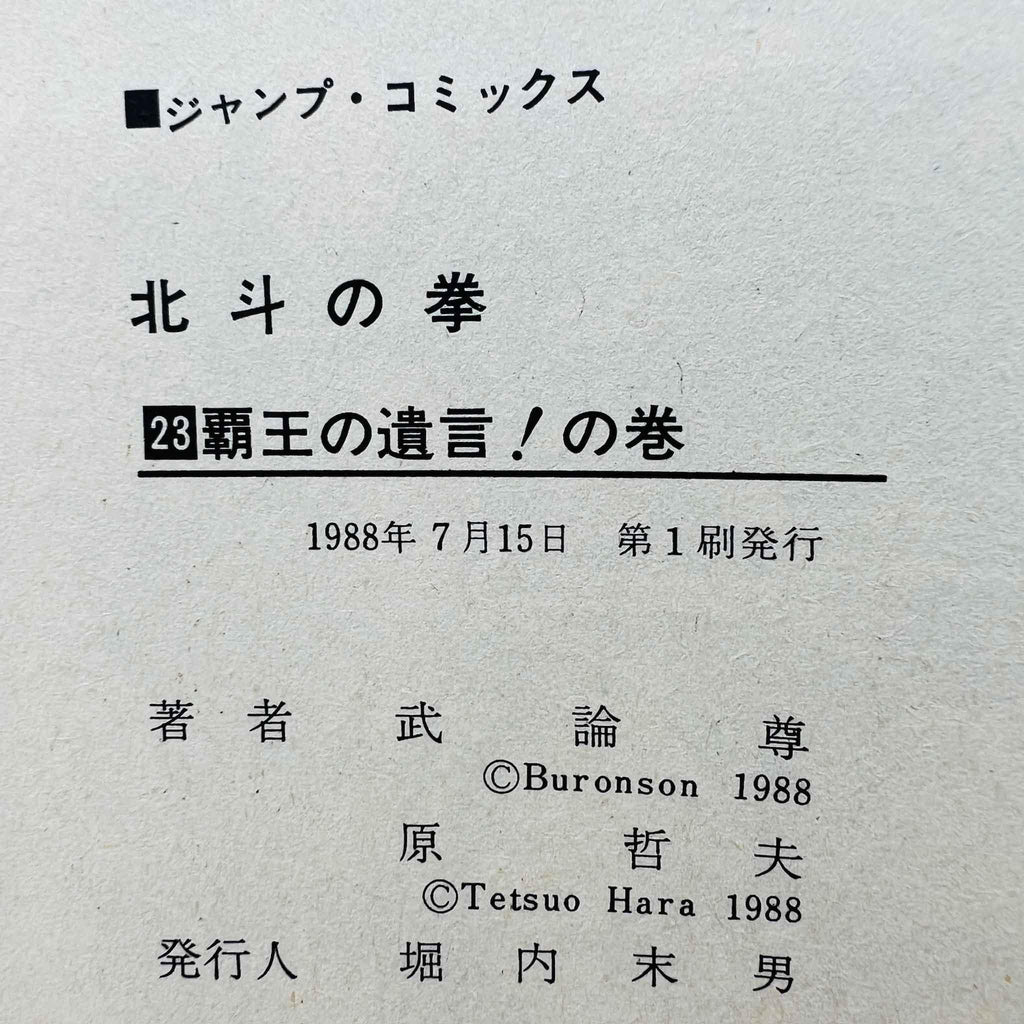 ■ジャンプ・コミックス
北斗の拳
23覇王の遺言!の巻
1988年7月15日　第1刷発行
著者　武論尊
©Buronson 1988
原哲夫
©Tetsuo Hara 1988
発行人　堀内末男